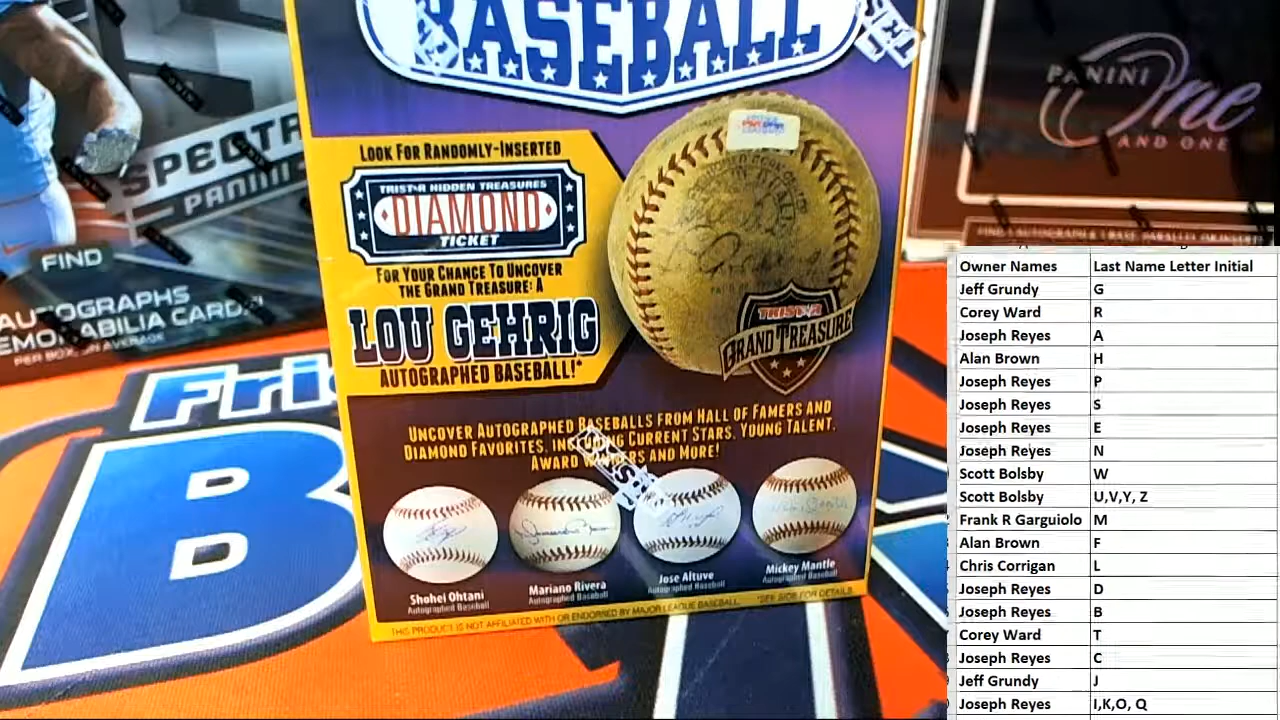 BASEBALL
LOOK FOR RANDOMLY-INSERTED
TRISTAR HIDDEN TREASURES
DIAMOND
TICKET
FOR YOUR CHANCE TO UNCOVER
THE GRAND TREASURE: A
LOU GEHRIG
AUTOGRAPHED BASEBALL!*
TRISTAR
GRAND TREASURE
UNCOVER AUTOGRAPHED BASEBALLS FROM HALL OF FAMERS AND
DIAMOND FAVORITES, INCLUDING CURRENT STARS, YOUNG TALENT,
AWARD WINNERS AND MORE!
Shohei Ohtani
Autographed Baseball
Mariano Rivera
Autographed Baseball
Jose Altuve
Autographed Baseball
Mickey Mantle
Autographed Baseball
THIS PRODUCT IS NOT AFFILIATED WITH OR ENDORSED BY MAJOR LEAGUE BASEBALL.
*SEE SIDE FOR DETAILS
SPECTRA
PANINI
FIND
AUTOGRAPHS
MEMORABILIA CARDS
PER BOX, ON AVERAGE
Fris
B
PANINI
One
AND ONE
Owner Names Last Name Letter Initial
Jeff Grundy G
Corey Ward R
Joseph Reyes A
Alan Brown H
Joseph Reyes P
Joseph Reyes S
Joseph Reyes E
Joseph Reyes N
Scott Bolsby W
Scott Bolsby U,V,Y, Z
Frank R Garguiolo M
Alan Brown F
Chris Corrigan L
Joseph Reyes D
Joseph Reyes B
Corey Ward T
Joseph Reyes C
Jeff Grundy J
Joseph Reyes I,K,O, Q